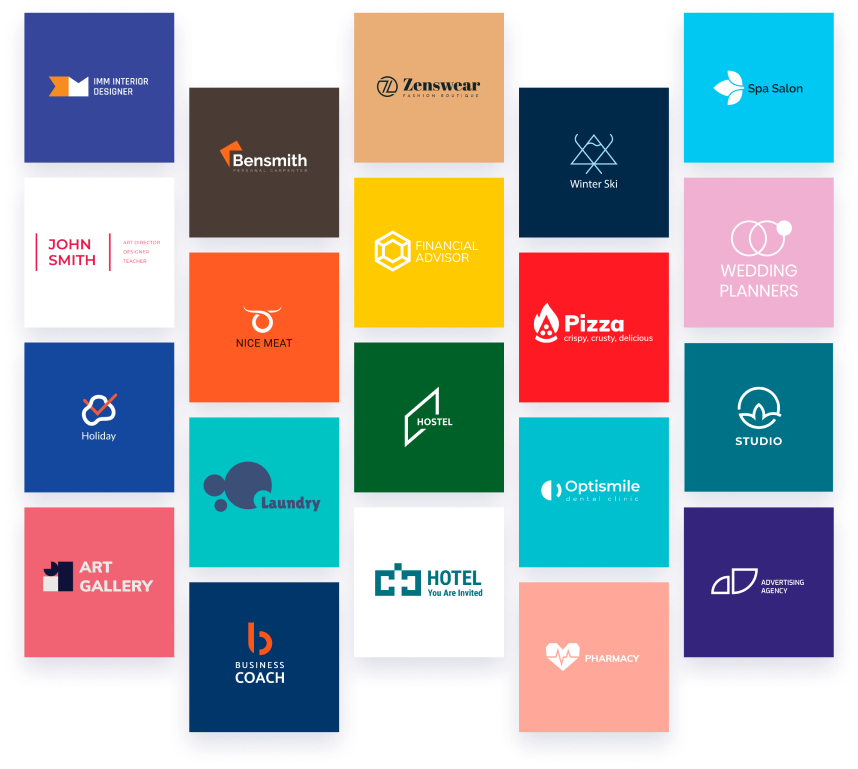 IMM INTERIOR
DESIGNER
Zenswear
FASHION BOUTIQUE
Spa Salon
Bensmith
PERSONAL CARPENTER
Winter Ski
JOHN
SMITH
ART DIRECTOR
DESIGNER
TEACHER
FINANCIAL
ADVISOR
WEDDING
PLANNERS
NICE MEAT
Pizza
crispy, crusty, delicious
Holiday
HOSTEL
STUDIO
Laundry
Optismile
dental clinic
ART
GALLERY
HOTEL
You Are Invited
ADVERTISING
AGENCY
BUSINESS
COACH
PHARMACY